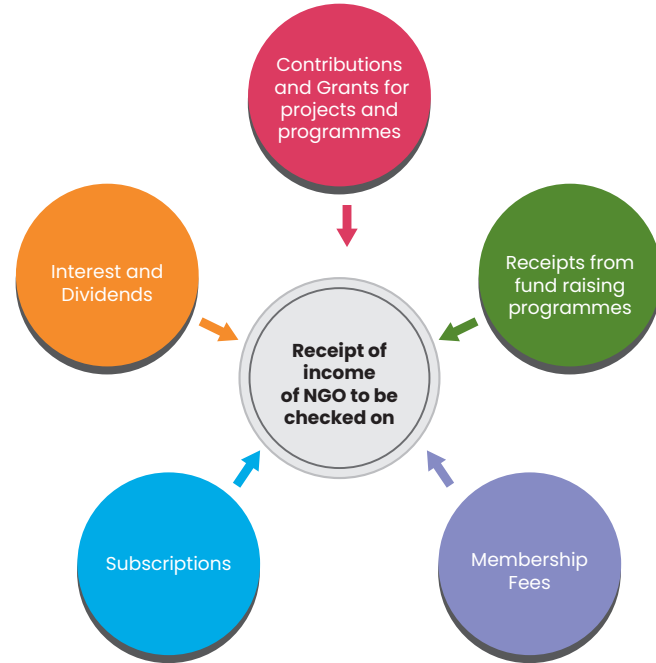 Contributions
and Grants for
projects and
programmes
Interest and
Dividends
Receipts from
fund raising
programmes
Receipt of
income
of NGO to be
checked on
Subscriptions
Membership
Fees